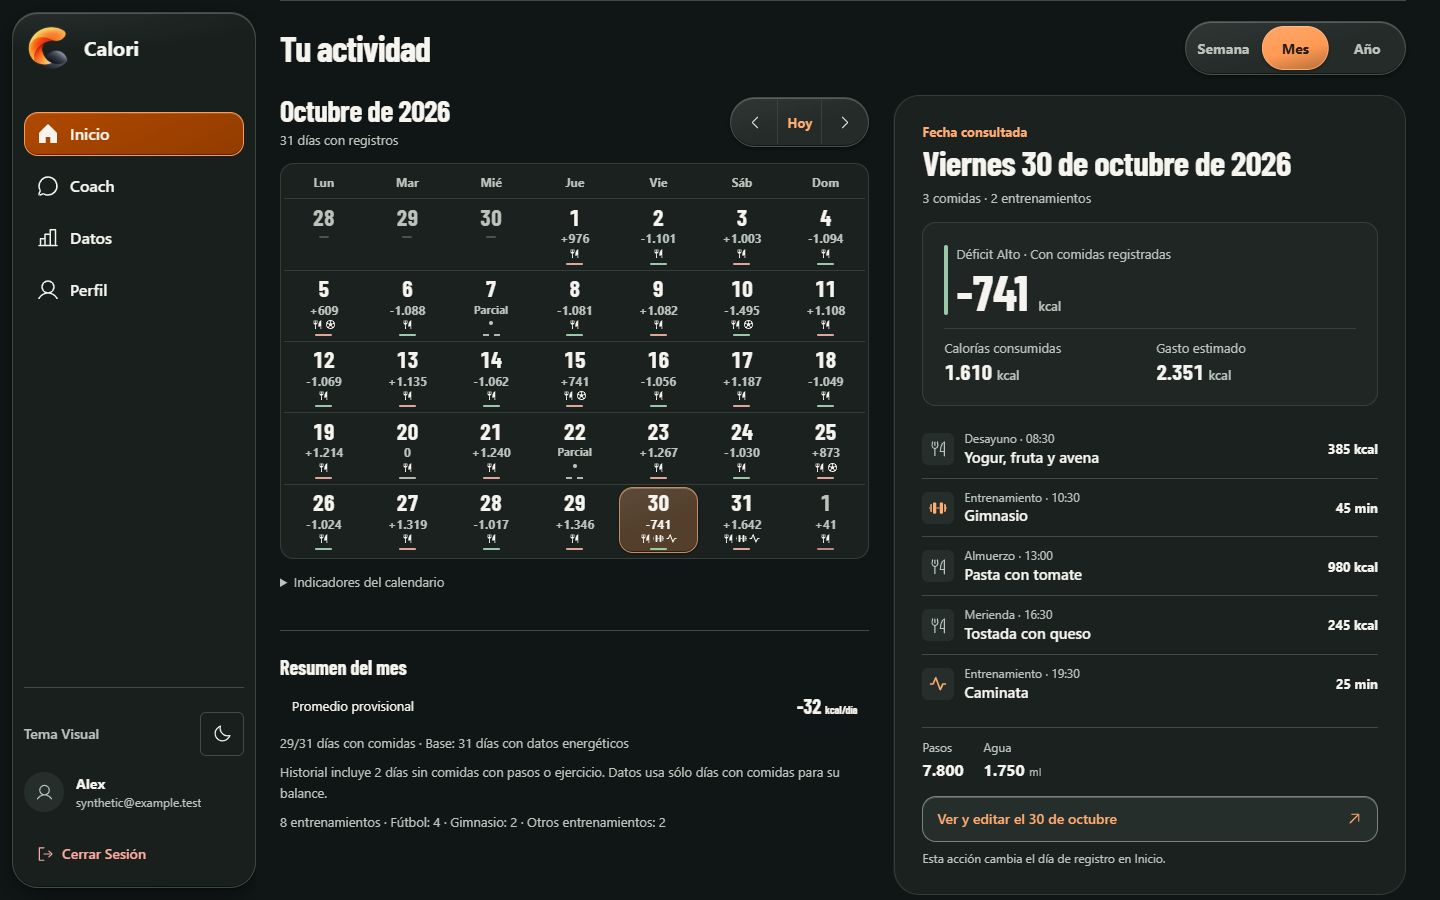 Calori
Inicio
Coach
Datos
Perfil
Tema Visual
Alex
synthetic@example.test
Cerrar Sesión
Tu actividad
Semana Mes Año
Octubre de 2026
31 días con registros
Hoy
Lun Mar Mié Jue Vie Sáb Dom
28 29 30 1 2 3 4
— — — +976 -1.101 +1.003 -1.094
5 6 7 8 9 10 11
+609 -1.088 Parcial -1.081 +1.082 -1.495 +1.108
12 13 14 15 16 17 18
-1.069 +1.135 -1.062 +741 -1.056 +1.187 -1.049
19 20 21 22 23 24 25
+1.214 0 +1.240 Parcial +1.267 -1.030 +873
26 27 28 29 30 31 1
-1.024 +1.319 -1.017 +1.346 -741 +1.642 +41
Indicadores del calendario
Resumen del mes
Promedio provisional -32 kcal/día
29/31 días con comidas · Base: 31 días con datos energéticos
Historial incluye 2 días sin comidas con pasos o ejercicio. Datos usa sólo días con comidas para su
balance.
8 entrenamientos · Fútbol: 4 · Gimnasio: 2 · Otros entrenamientos: 2
Fecha consultada
Viernes 30 de octubre de 2026
3 comidas · 2 entrenamientos
Déficit Alto · Con comidas registradas
-741 kcal
Calorías consumidas Gasto estimado
1.610 kcal 2.351 kcal
Desayuno · 08:30
Yogur, fruta y avena 385 kcal
Entrenamiento · 10:30
Gimnasio 45 min
Almuerzo · 13:00
Pasta con tomate 980 kcal
Merienda · 16:30
Tostada con queso 245 kcal
Entrenamiento · 19:30
Caminata 25 min
Pasos Agua
7.800 1.750 ml
Ver y editar el 30 de octubre
Esta acción cambia el día de registro en Inicio.